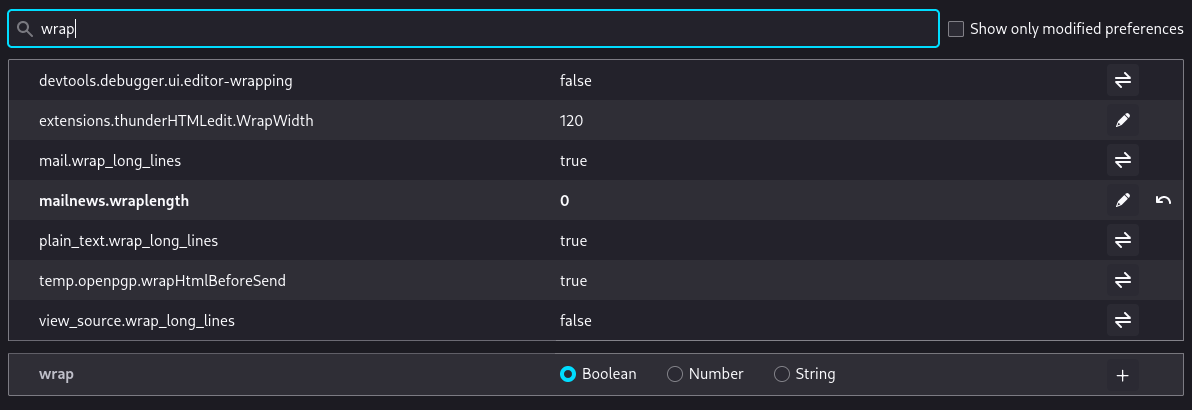 wrap
Show only modified preferences
devtools.debugger.ui.editor-wrapping false
extensions.thunderHTMLedit.WrapWidth 120
mail.wrap_long_lines true
mailnews.wraplength 0
plain_text.wrap_long_lines true
temp.openpgp.wrapHtmlBeforeSend true
view_source.wrap_long_lines false
wrap Boolean Number String